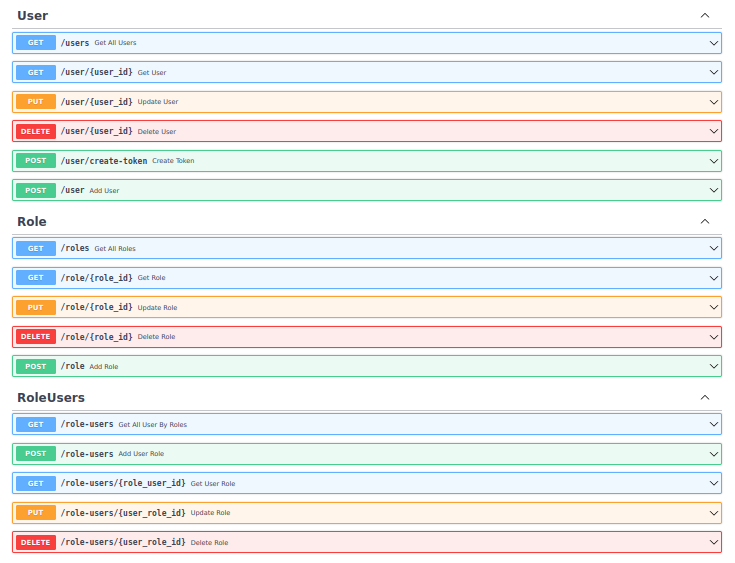 User
GET /users Get All Users
GET /user/{user_id} Get User
PUT /user/{user_id} Update User
DELETE /user/{user_id} Delete User
POST /user/create-token Create Token
POST /user Add User
Role
GET /roles Get All Roles
GET /role/{role_id} Get Role
PUT /role/{role_id} Update Role
DELETE /role/{role_id} Delete Role
POST /role Add Role
RoleUsers
GET /role-users Get All User By Roles
POST /role-users Add User Role
GET /role-users/{role_user_id} Get User Role
PUT /role-users/{user_role_id} Update Role
DELETE /role-users/{user_role_id} Delete Role